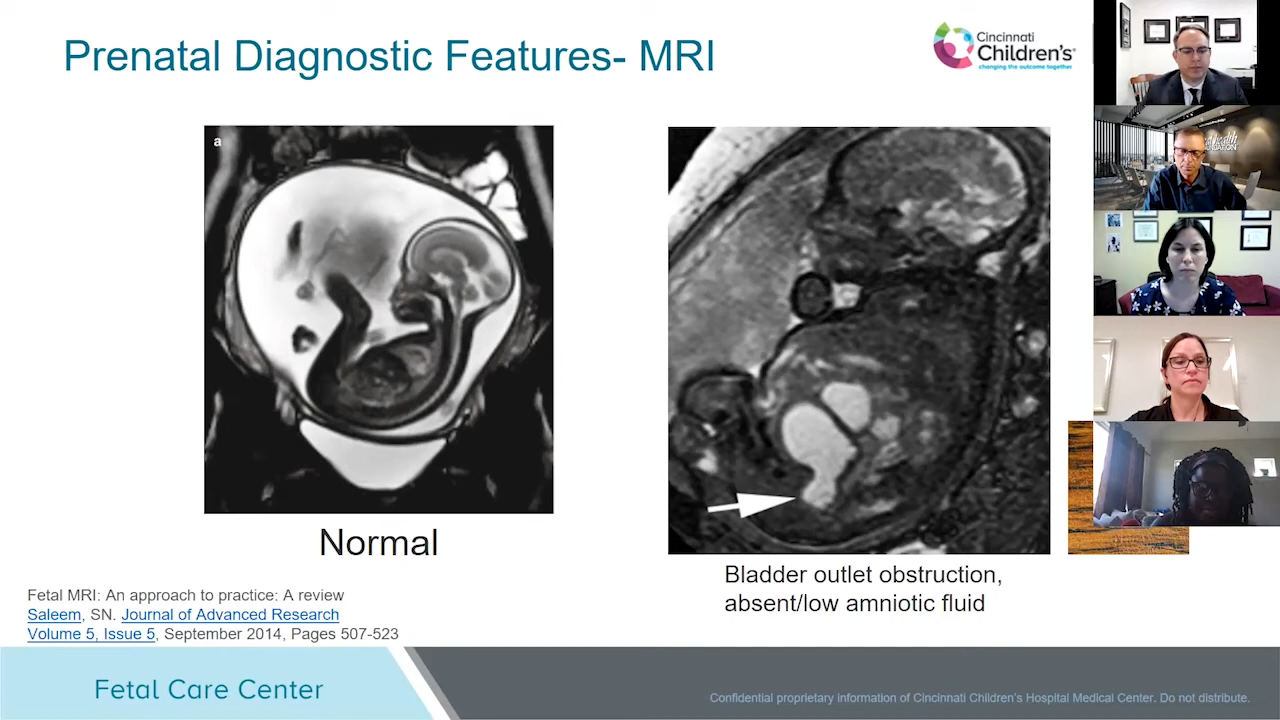 Prenatal Diagnostic Features- MRI
Cincinnati
Children's
changing the outcome together
a
Normal
Bladder outlet obstruction,
absent/low amniotic fluid
Fetal MRI: An approach to practice: A review
Saleem, SN. Journal of Advanced Research
Volume 5, Issue 5, September 2014, Pages 507-523
Fetal Care Center
Confidential proprietary information of Cincinnati Children's Hospital Medical Center. Do not distribute.